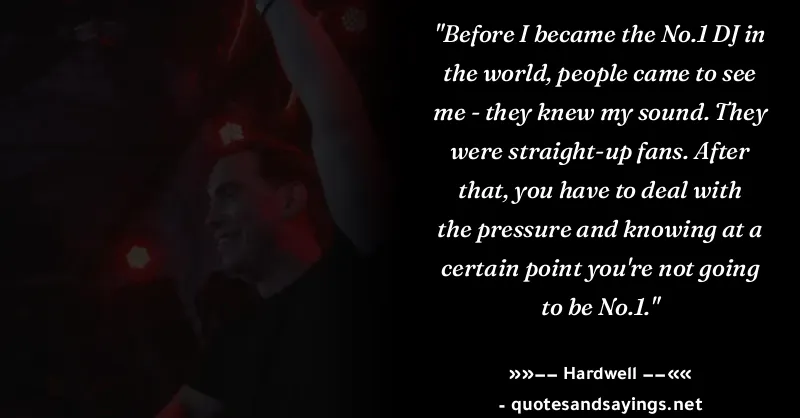 "Before I became the No.1 DJ in
the world, people came to see
me - they knew my sound. They
were straight-up fans. After
that, you have to deal with
the pressure and knowing at a
certain point you're not going
to be No.1."
»»–– Hardwell ––««
- quotesandsayings.net